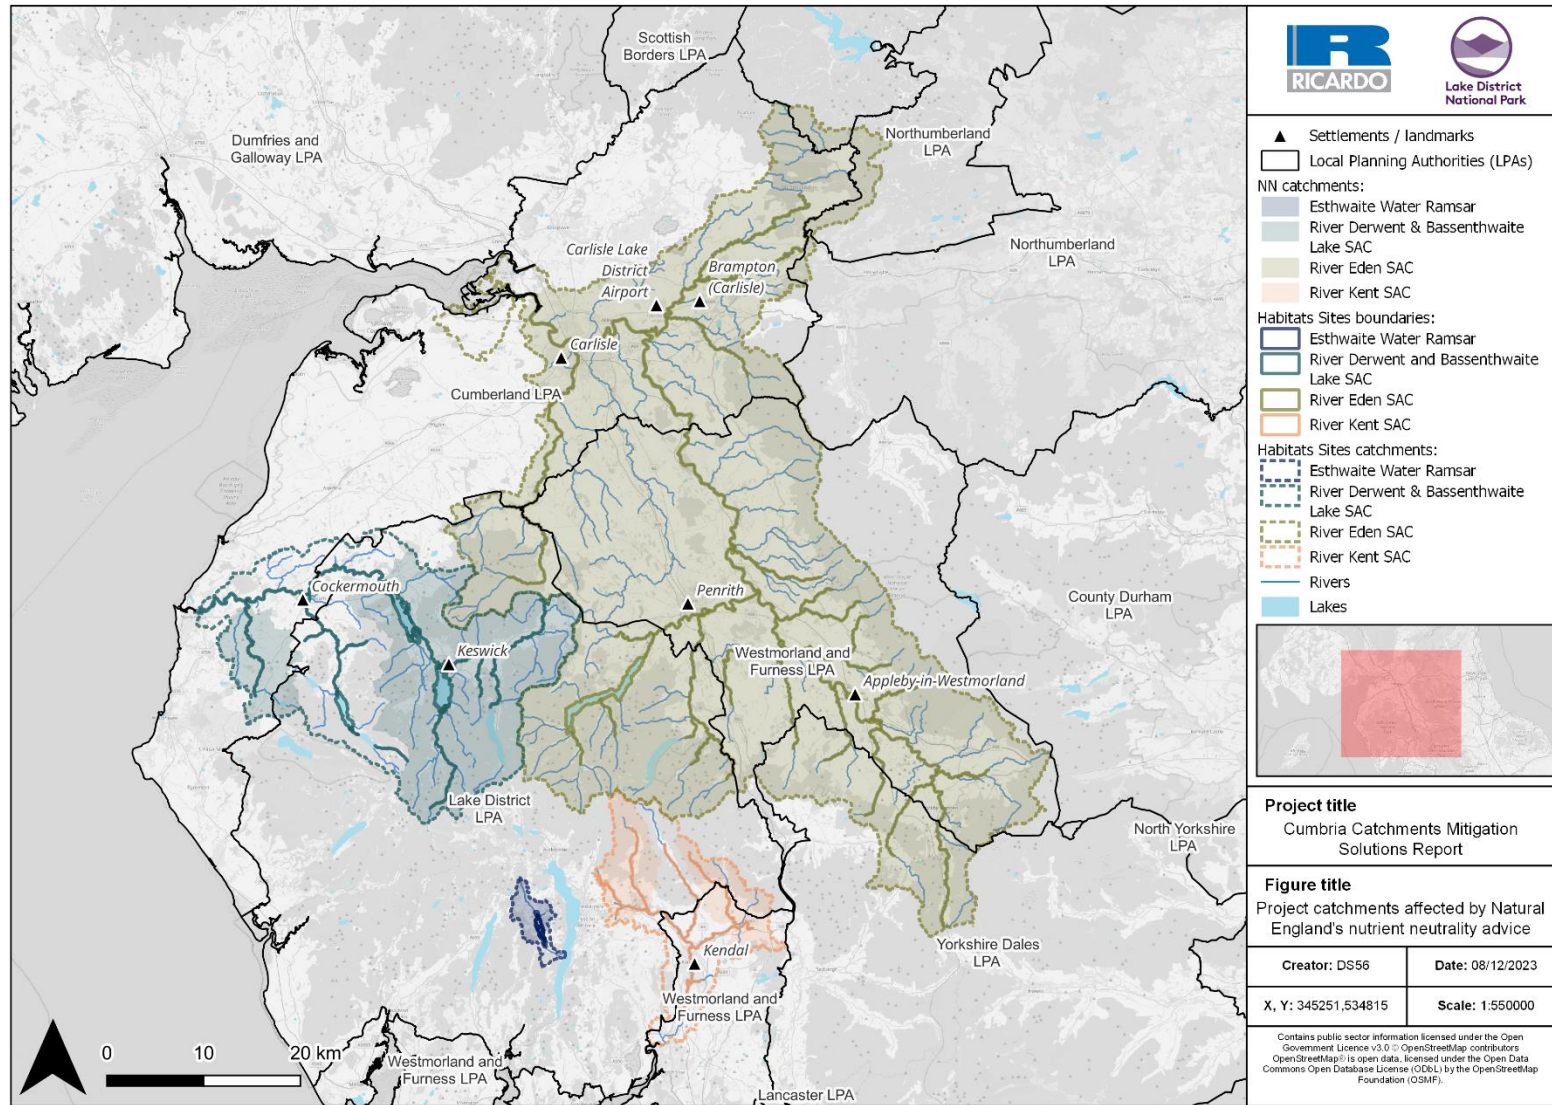 Scottish
Borders LPA
Dumfries and
Galloway LPA
Northumberland
LPA
Northumberland
LPA
Carlisle Lake
District
Airport
Brampton
(Carlisle)
Carlisle
Cumberland LPA
Cockermouth
Keswick
Penrith
County Durham
LPA
Westmorland and
Furness LPA
Appleby-in-Westmorland
Lake District
LPA
North Yorkshire
LPA
Yorkshire Dales
LPA
Kendal
Westmorland and
Furness LPA
Westmorland and
Furness LPA
Lancaster LPA
0 10 20 km
RICARDO
Lake District
National Park
Settlements / landmarks
Local Planning Authorities (LPAs)
NN catchments:
Esthwaite Water Ramsar
River Derwent & Bassenthwaite
Lake SAC
River Eden SAC
River Kent SAC
Habitats Sites boundaries:
Esthwaite Water Ramsar
River Derwent and Bassenthwaite
Lake SAC
River Eden SAC
River Kent SAC
Habitats Sites catchments:
Esthwaite Water Ramsar
River Derwent & Bassenthwaite
Lake SAC
River Eden SAC
River Kent SAC
Rivers
Lakes
Project title
Cumbria Catchments Mitigation
Solutions Report
Figure title
Project catchments affected by Natural
England's nutrient neutrality advice
Creator: DS56
Date: 08/12/2023
X, Y: 345251,534815
Scale: 1:550000
Contains public sector information licensed under the Open
Government Licence v3.0 © OpenStreetMap contributors
OpenStreetMap® is open data, licensed under the Open Data
Commons Open Database License (ODbL) by the OpenStreetMap
Foundation (OSMF).